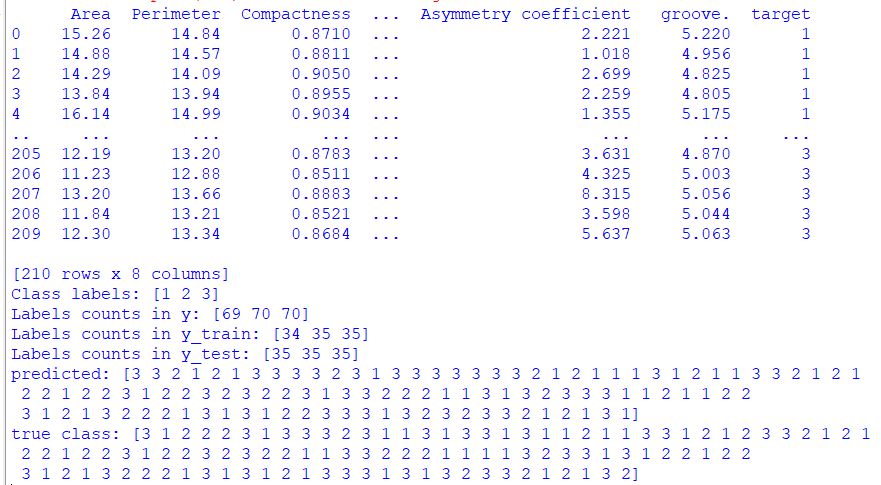 Area Perimeter Compactness ... Asymmetry coefficient groove. target
0 15.26 14.84 0.8710 ... 2.221 5.220 1
1 14.88 14.57 0.8811 ... 1.018 4.956 1
2 14.29 14.09 0.9050 ... 2.699 4.825 1
3 13.84 13.94 0.8955 ... 2.259 4.805 1
4 16.14 14.99 0.9034 ... 1.355 5.175 1
.. ... ... ... ... ... ... ...
205 12.19 13.20 0.8783 ... 3.631 4.870 3
206 11.23 12.88 0.8511 ... 4.325 5.003 3
207 13.20 13.66 0.8883 ... 8.315 5.056 3
208 11.84 13.21 0.8521 ... 3.598 5.044 3
209 12.30 13.34 0.8684 ... 5.637 5.063 3
[210 rows x 8 columns]
Class labels: [1 2 3]
Labels counts in y: [69 70 70]
Labels counts in y_train: [34 35 35]
Labels counts in y_test: [35 35 35]
predicted: [3 3 2 1 2 1 3 3 3 3 2 3 1 3 3 3 3 3 3 3 2 1 2 1 1 1 3 1 2 1 1 3 3 2 1 2 1
2 2 1 2 2 3 1 2 2 3 2 3 2 2 3 1 3 3 2 2 2 1 1 3 1 3 2 3 3 3 1 1 2 1 1 2 2
3 1 2 1 3 2 2 2 1 3 1 3 1 2 2 3 3 3 1 3 2 3 2 3 3 2 1 2 1 3 1]
true class: [3 1 2 2 2 3 1 3 3 3 2 3 1 1 3 1 3 3 1 3 1 1 2 1 1 3 3 1 2 1 2 3 3 2 1 2 1
2 2 1 2 2 3 1 2 2 3 2 3 2 2 1 1 3 3 2 2 2 1 1 1 1 3 2 3 3 1 3 1 2 2 1 2 2
3 1 2 1 3 2 2 2 1 3 1 3 1 2 1 3 3 3 1 3 1 3 2 3 3 2 1 2 1 3 2]